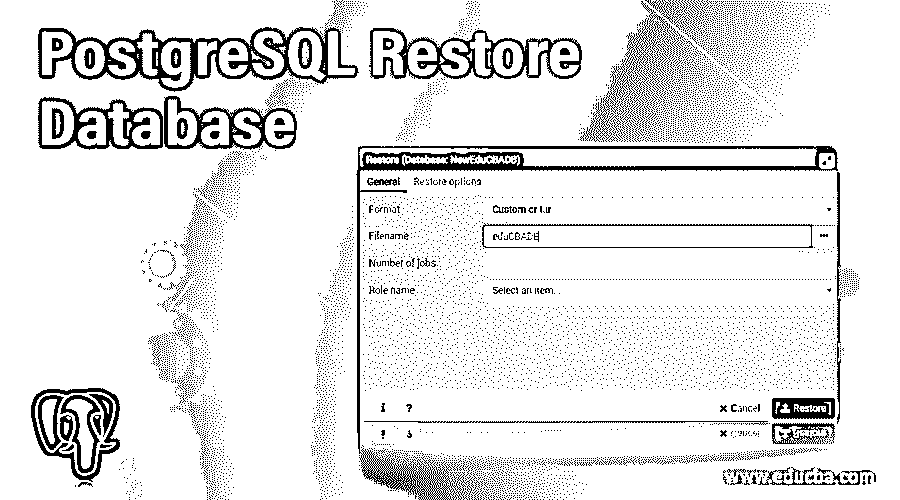 PostgreSQL Restore
Database
Restore (Database: NewEduCBADB)
General Restore options
Format Custom or tar
Filename eduCBADB
Number of jobs
Role name Select an item...
i ? × Cancel Restore
www.educba.com